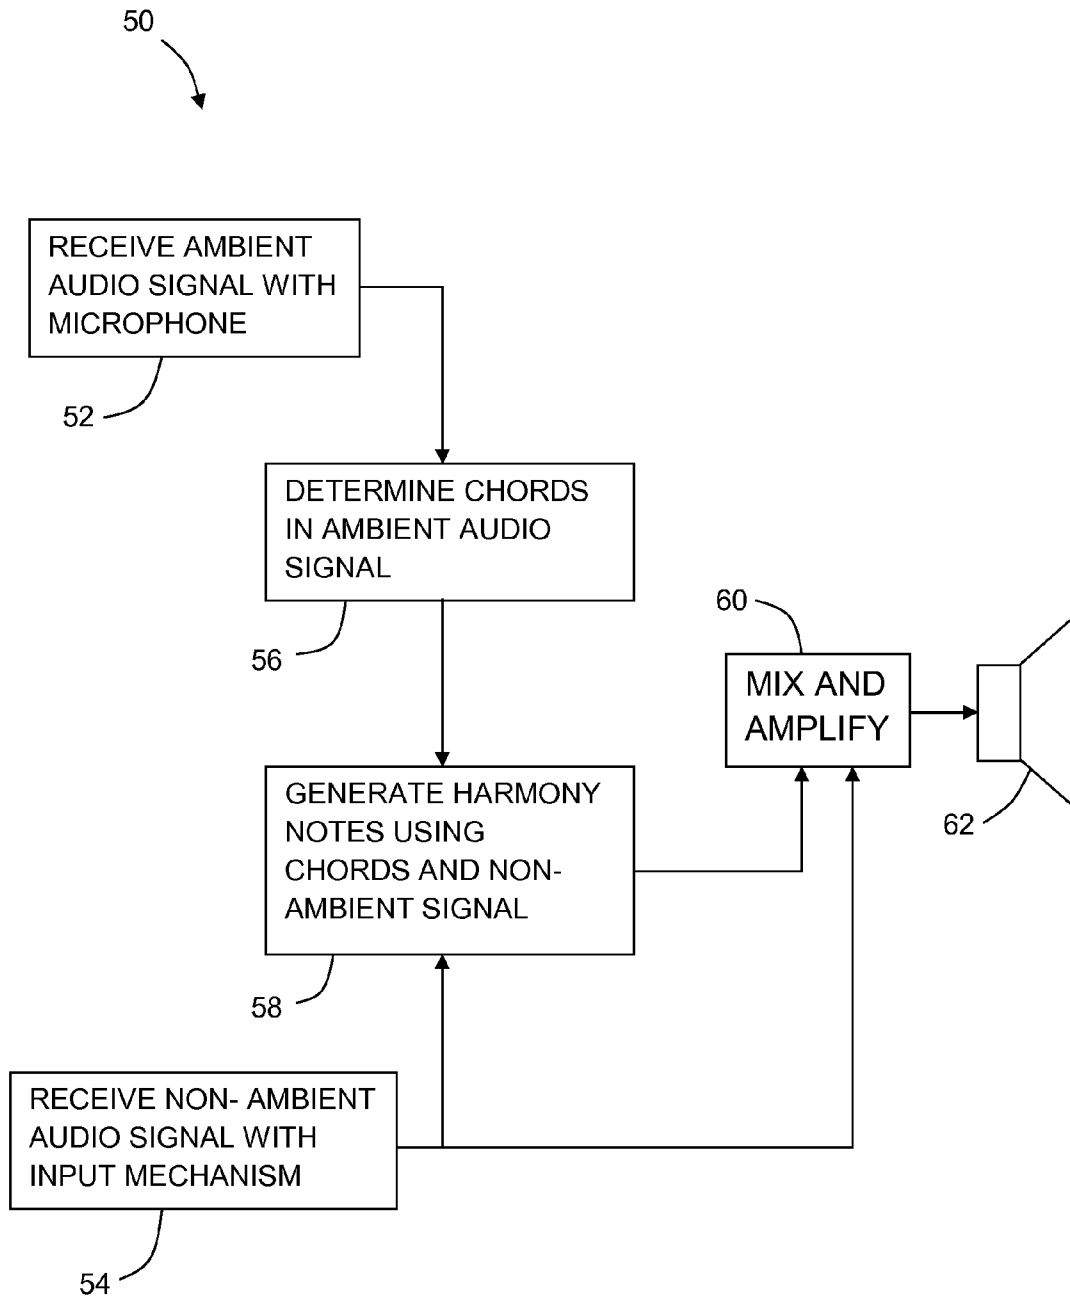 50
RECEIVE AMBIENT
AUDIO SIGNAL WITH
MICROPHONE
52
DETERMINE CHORDS
IN AMBIENT AUDIO
SIGNAL
56
60
MIX AND
AMPLIFY
62
GENERATE HARMONY
NOTES USING
CHORDS AND NON-
AMBIENT SIGNAL
58
RECEIVE NON- AMBIENT
AUDIO SIGNAL WITH
INPUT MECHANISM
54